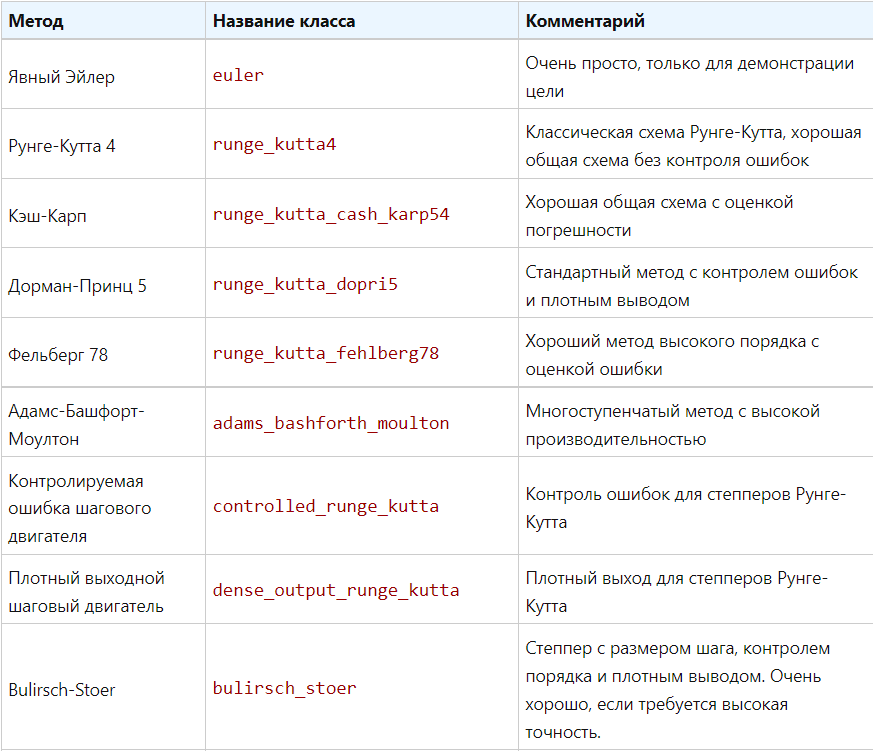 Метод Название класса Комментарий
Явный Эйлер euler Очень просто, только для демонстрации
цели
Рунге-Кутта 4 runge_kutta4 Классическая схема Рунге-Кутта, хорошая
общая схема без контроля ошибок
Кэш-Карп runge_kutta_cash_karp54 Хорошая общая схема с оценкой
погрешности
Дорман-Принц 5 runge_kutta_dopri5 Стандартный метод с контролем ошибок
и плотным выводом
Фельберг 78 runge_kutta_fehlberg78 Хороший метод высокого порядка с
оценкой ошибки
Адамс-Башфорт-
Моултон
adams_bashforth_moulton
Многоступенчатый метод с высокой
производительностью
Контролируемая
ошибка шагового
двигателя
controlled_runge_kutta
Контроль ошибок для степперов Рунге-
Кутта
Плотный выходной
шаговый двигатель
dense_output_runge_kutta
Плотный выход для степперов Рунге-
Кутта
Bulirsch-Stoer
bulirsch_stoer
Степпер с размером шага, контролем
порядка и плотным выводом. Очень
хорошо, если требуется высокая
точность.